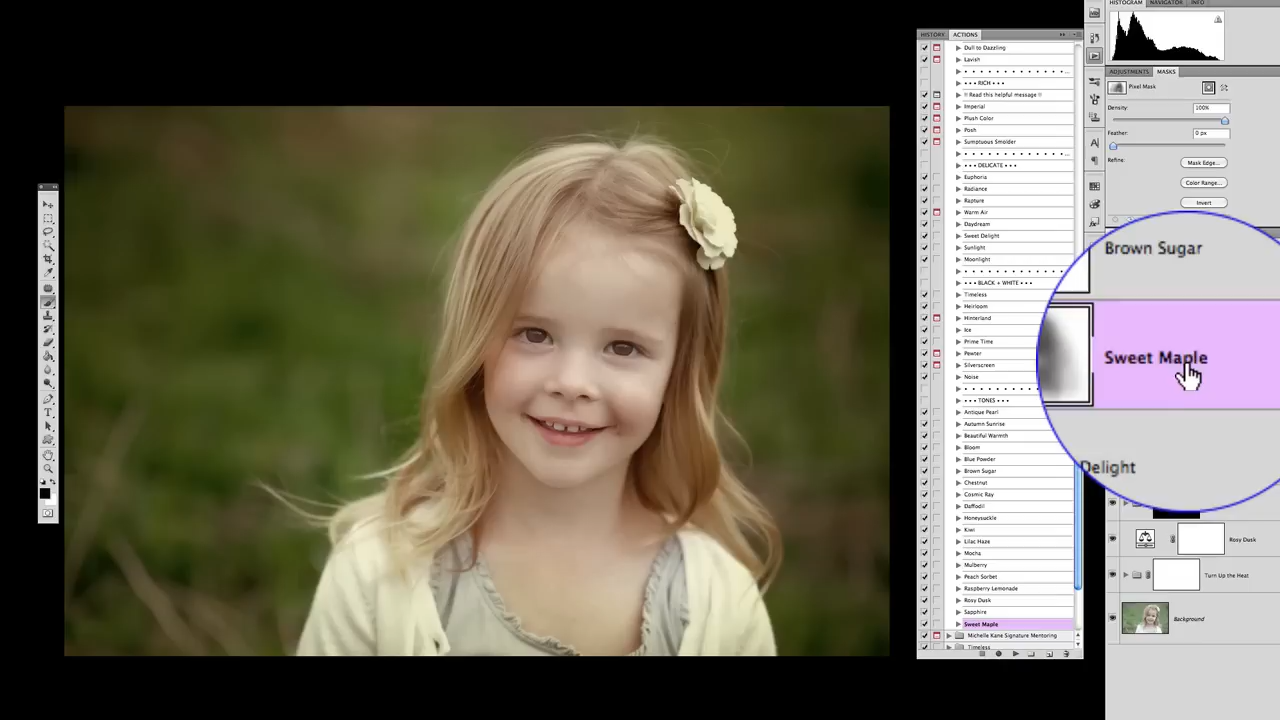 HISTOGRAM NAVIGATOR INFO
HISTORY ACTIONS
Dull to Dazzling
Lavish
• • • RICH • • •
Read this helpful message
Imperial
Plush Color
Posh
Sumptuous Smolder
• • • DELICATE • • •
Euphoria
Radiance
Rapture
Warm Air
Daydream
Sweet Delight
Sunlight
Moonlight
• • • BLACK + WHITE • • •
Timeless
Heirloom
Hinterland
Ice
Prime Time
Pewter
Silverscreen
Noise
• • • TONES • • •
Antique Pearl
Autumn Sunrise
Beautiful Warmth
Bloom
Blue Powder
Brown Sugar
Chestnut
Cosmic Ray
Daffodil
Honeysuckle
Kiwi
Lilac Haze
Mocha
Mulberry
Peach Sorbet
Raspberry Lemonade
Rosy Dusk
Sapphire
Sweet Maple
Michelle Kane Signature Mentoring
Timeless
ADJUSTMENTS MASKS
Pixel Mask
Density: 100%
Feather: 0 px
Refine: Mask Edge...
Color Range...
Invert
Brown Sugar
Sweet Maple
Delight
Rosy Dusk
Turn Up the Heat
Background